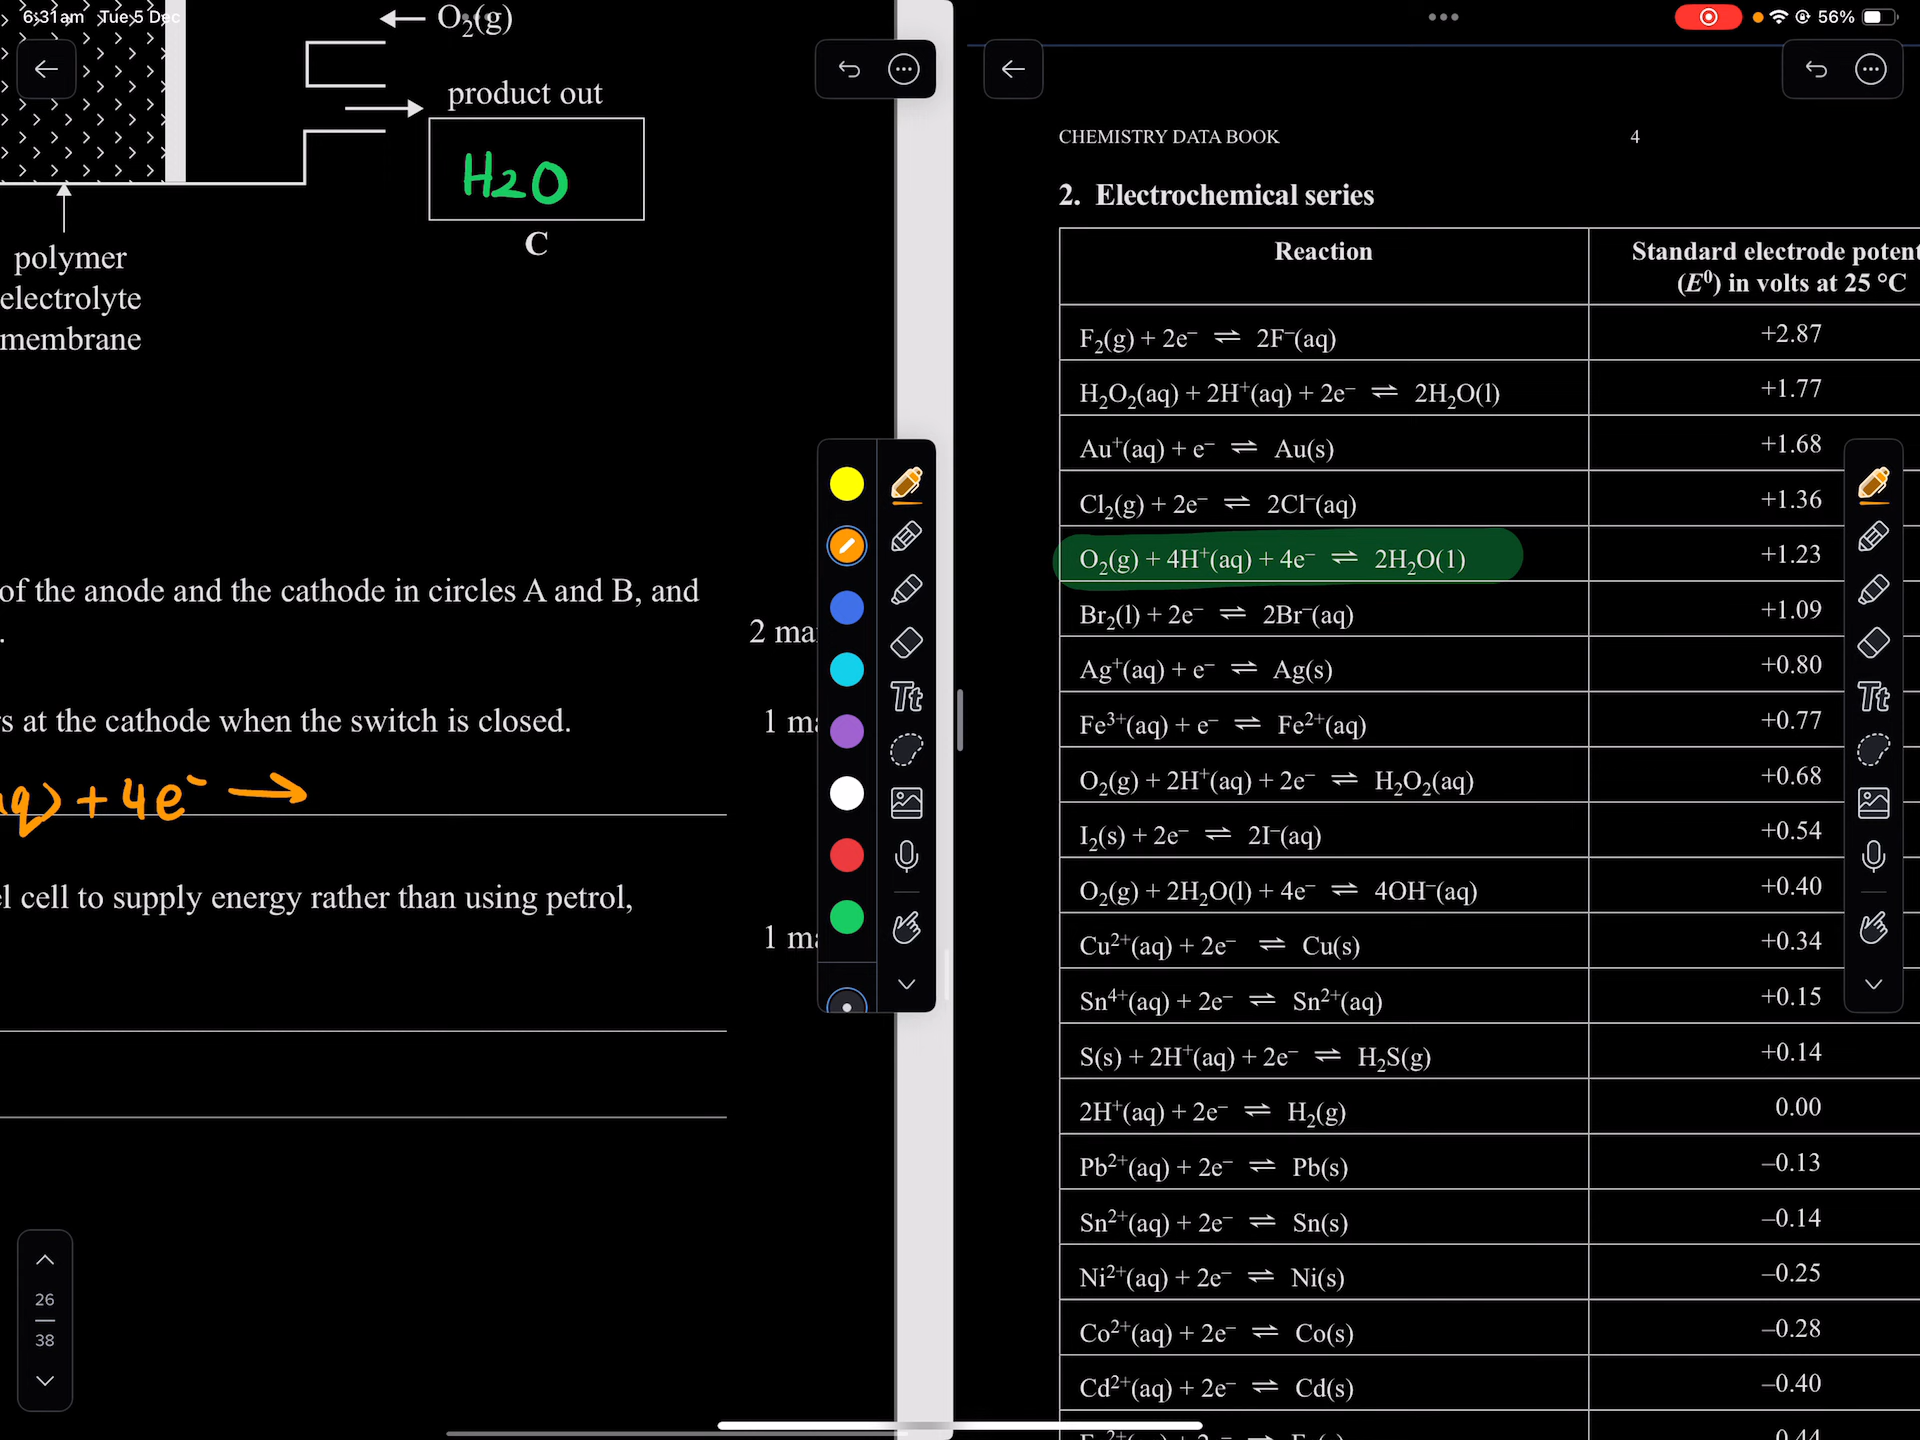 6:31am Tue 5 Dec
56%
O₂(g)
product out
H2O
C
polymer
electrolyte
membrane
of the anode and the cathode in circles A and B, and
.
2 ma
s at the cathode when the switch is closed.
1 m
q) + 4e⁻ →
l cell to supply energy rather than using petrol,
1 m
Tt
26
38
CHEMISTRY DATA BOOK 4
2. Electrochemical series
Reaction
Standard electrode potent
(E⁰) in volts at 25 °C
F₂(g) + 2e⁻ ⇌ 2F⁻(aq) +2.87
H₂O₂(aq) + 2H⁺(aq) + 2e⁻ ⇌ 2H₂O(l) +1.77
Au⁺(aq) + e⁻ ⇌ Au(s) +1.68
Cl₂(g) + 2e⁻ ⇌ 2Cl⁻(aq) +1.36
O₂(g) + 4H⁺(aq) + 4e⁻ ⇌ 2H₂O(1) +1.23
Br₂(l) + 2e⁻ ⇌ 2Br⁻(aq) +1.09
Ag⁺(aq) + e⁻ ⇌ Ag(s) +0.80
Fe³⁺(aq) + e⁻ ⇌ Fe²⁺(aq) +0.77
O₂(g) + 2H⁺(aq) + 2e⁻ ⇌ H₂O₂(aq) +0.68
I₂(s) + 2e⁻ ⇌ 2I⁻(aq) +0.54
O₂(g) + 2H₂O(l) + 4e⁻ ⇌ 4OH⁻(aq) +0.40
Cu²⁺(aq) + 2e⁻ ⇌ Cu(s) +0.34
Sn⁴⁺(aq) + 2e⁻ ⇌ Sn²⁺(aq) +0.15
S(s) + 2H⁺(aq) + 2e⁻ ⇌ H₂S(g) +0.14
2H⁺(aq) + 2e⁻ ⇌ H₂(g) 0.00
Pb²⁺(aq) + 2e⁻ ⇌ Pb(s) –0.13
Sn²⁺(aq) + 2e⁻ ⇌ Sn(s) –0.14
Ni²⁺(aq) + 2e⁻ ⇌ Ni(s) –0.25
Co²⁺(aq) + 2e⁻ ⇌ Co(s) –0.28
Cd²⁺(aq) + 2e⁻ ⇌ Cd(s) –0.40
Tt